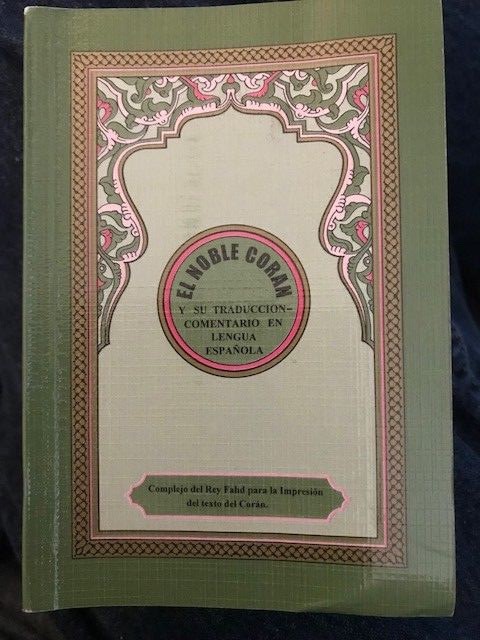 EL NOBLE CORAN
Y SU TRADUCCION-
COMENTARIO EN
LENGUA
ESPAÑOLA
Complejo del Rey Fahd para la Impresión
del texto del Corán.